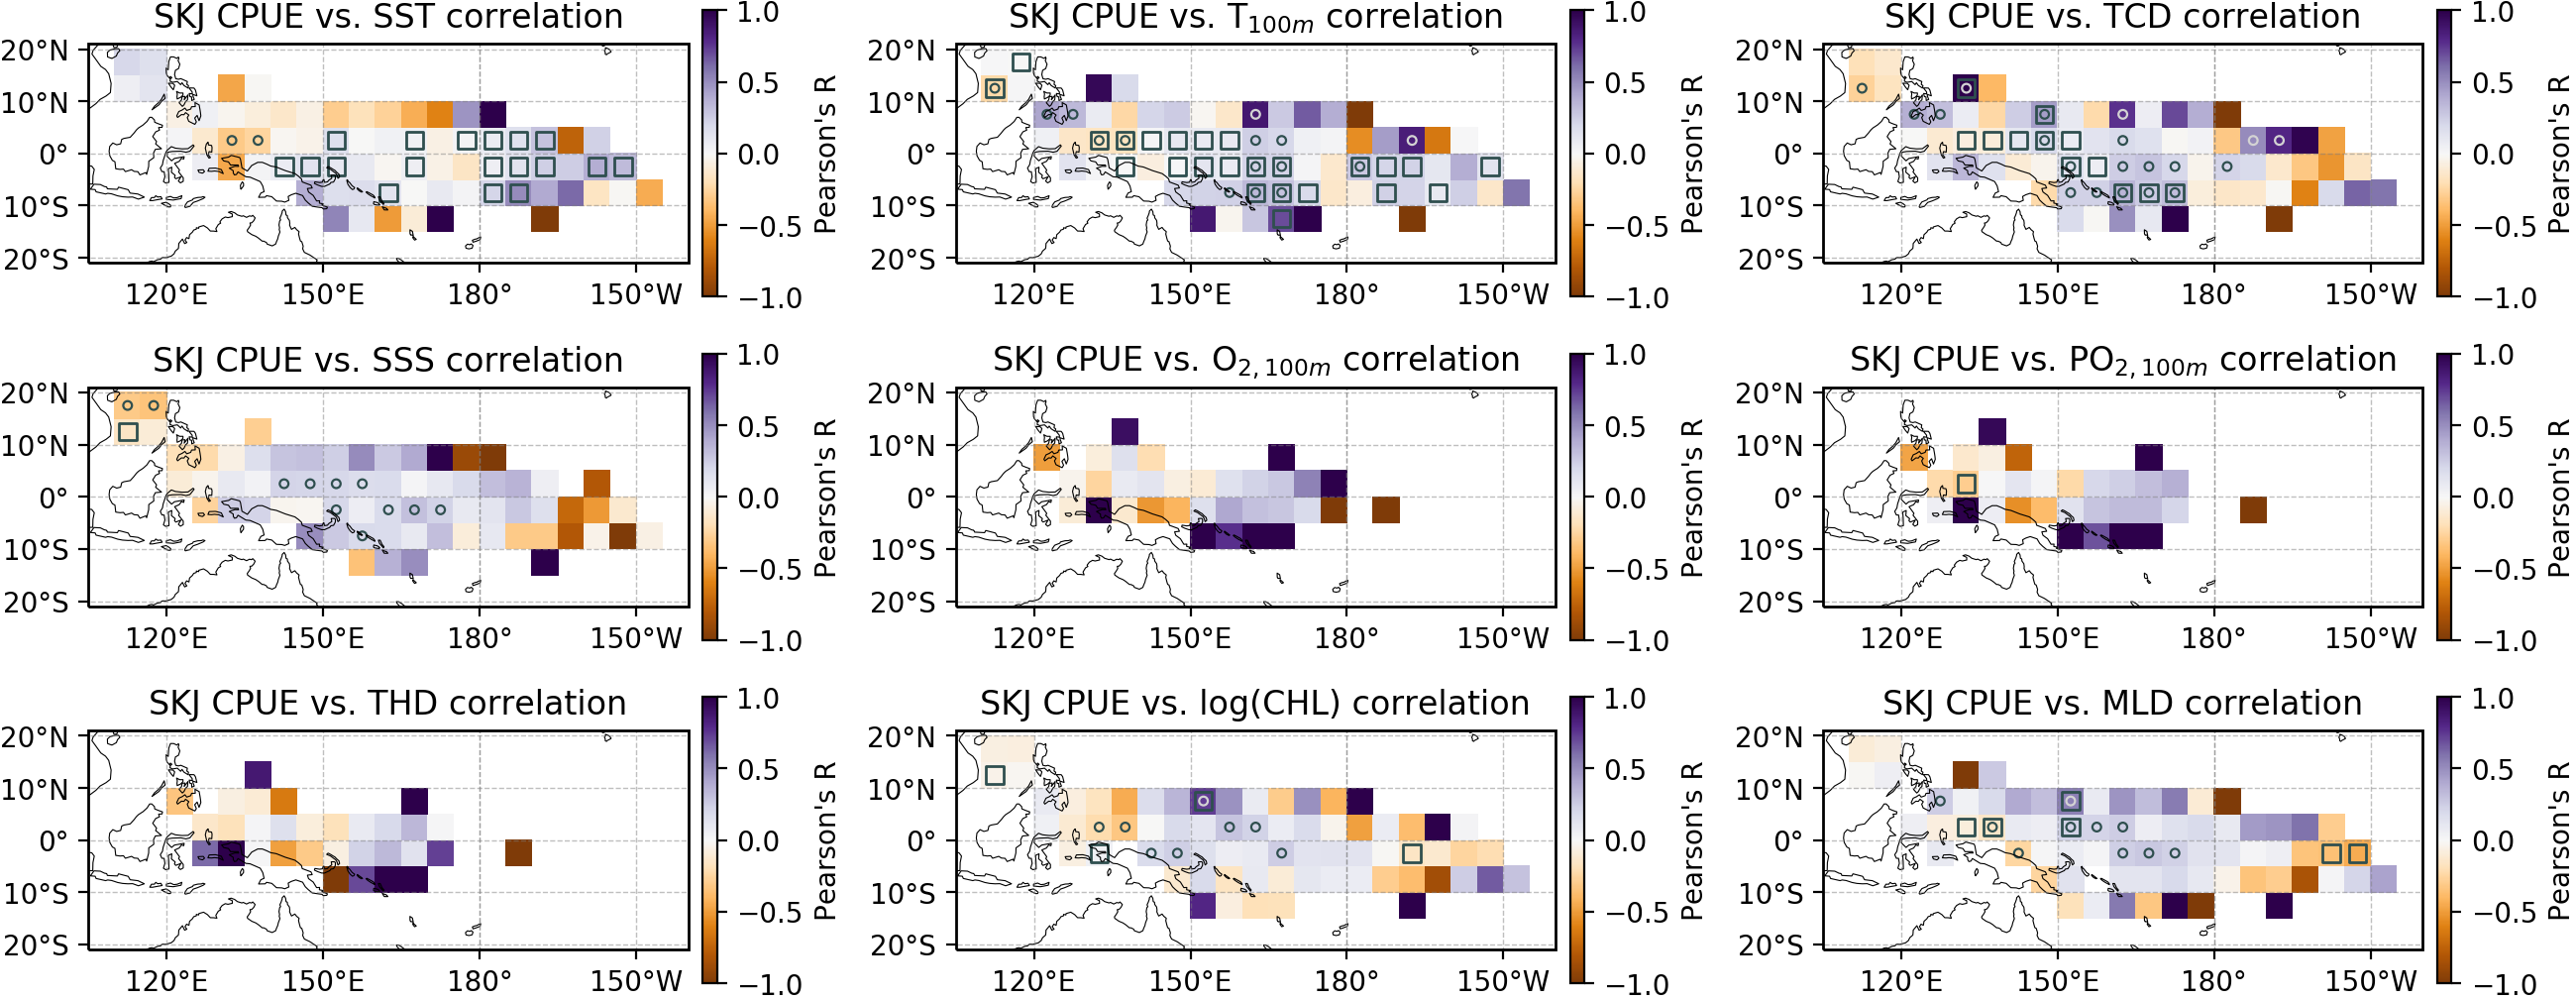 SKJ CPUE vs. SST correlation
20°N
10°N
0°
10°S
20°S
120°E 150°E 180° 150°W
1.0
0.5
0.0
−0.5
−1.0
Pearson's R
SKJ CPUE vs. T100m correlation
20°N
10°N
0°
10°S
20°S
120°E 150°E 180° 150°W
1.0
0.5
0.0
−0.5
−1.0
Pearson's R
SKJ CPUE vs. TCD correlation
20°N
10°N
0°
10°S
20°S
120°E 150°E 180° 150°W
1.0
0.5
0.0
−0.5
−1.0
Pearson's R
SKJ CPUE vs. SSS correlation
20°N
10°N
0°
10°S
20°S
120°E 150°E 180° 150°W
1.0
0.5
0.0
−0.5
−1.0
Pearson's R
SKJ CPUE vs. O2, 100m correlation
20°N
10°N
0°
10°S
20°S
120°E 150°E 180° 150°W
1.0
0.5
0.0
−0.5
−1.0
Pearson's R
SKJ CPUE vs. PO2, 100m correlation
20°N
10°N
0°
10°S
20°S
120°E 150°E 180° 150°W
1.0
0.5
0.0
−0.5
−1.0
Pearson's R
SKJ CPUE vs. THD correlation
20°N
10°N
0°
10°S
20°S
120°E 150°E 180° 150°W
1.0
0.5
0.0
−0.5
−1.0
Pearson's R
SKJ CPUE vs. log(CHL) correlation
20°N
10°N
0°
10°S
20°S
120°E 150°E 180° 150°W
1.0
0.5
0.0
−0.5
−1.0
Pearson's R
SKJ CPUE vs. MLD correlation
20°N
10°N
0°
10°S
20°S
120°E 150°E 180° 150°W
1.0
0.5
0.0
−0.5
−1.0
Pearson's R